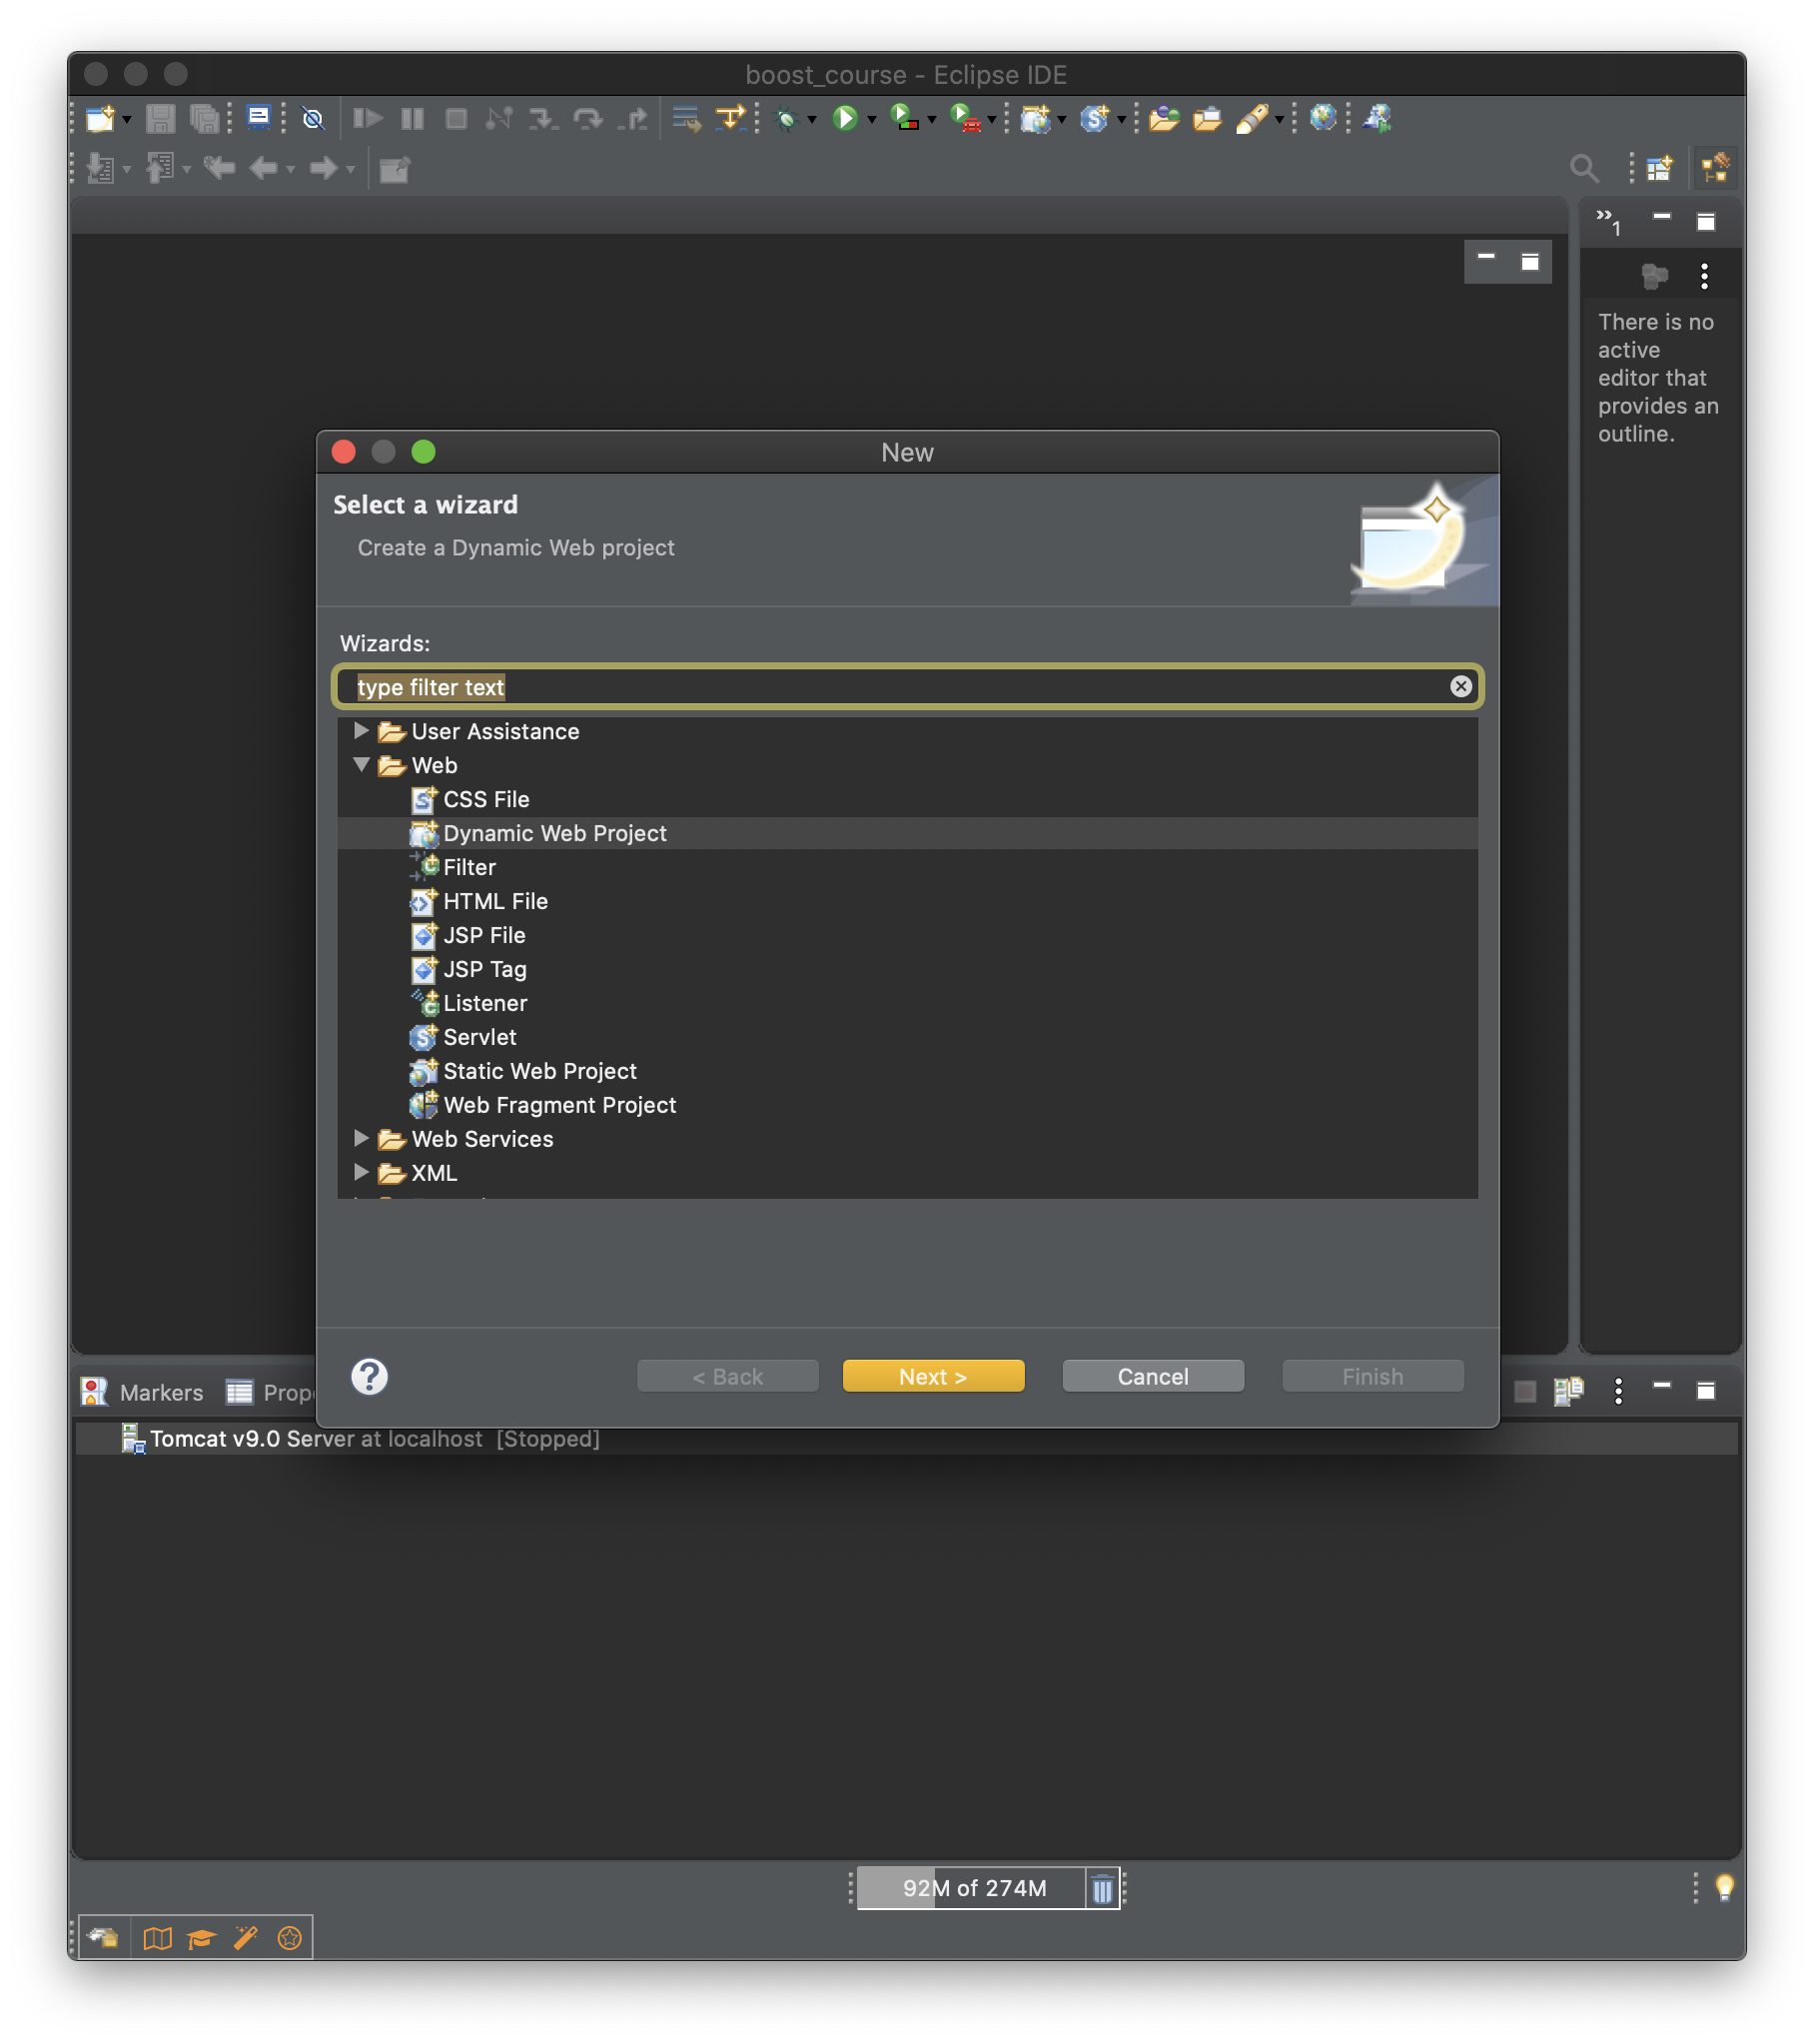 boost_course - Eclipse IDE
1
There is no
active
editor that
provides an
outline.
New
Select a wizard
Create a Dynamic Web project
Wizards:
type filter text
User Assistance
Web
CSS File
Dynamic Web Project
Filter
HTML File
JSP File
JSP Tag
Listener
Servlet
Static Web Project
Web Fragment Project
Web Services
XML
< Back
Next >
Cancel
Finish
Markers
Tomcat v9.0 Server at localhost [Stopped]
92M of 274M